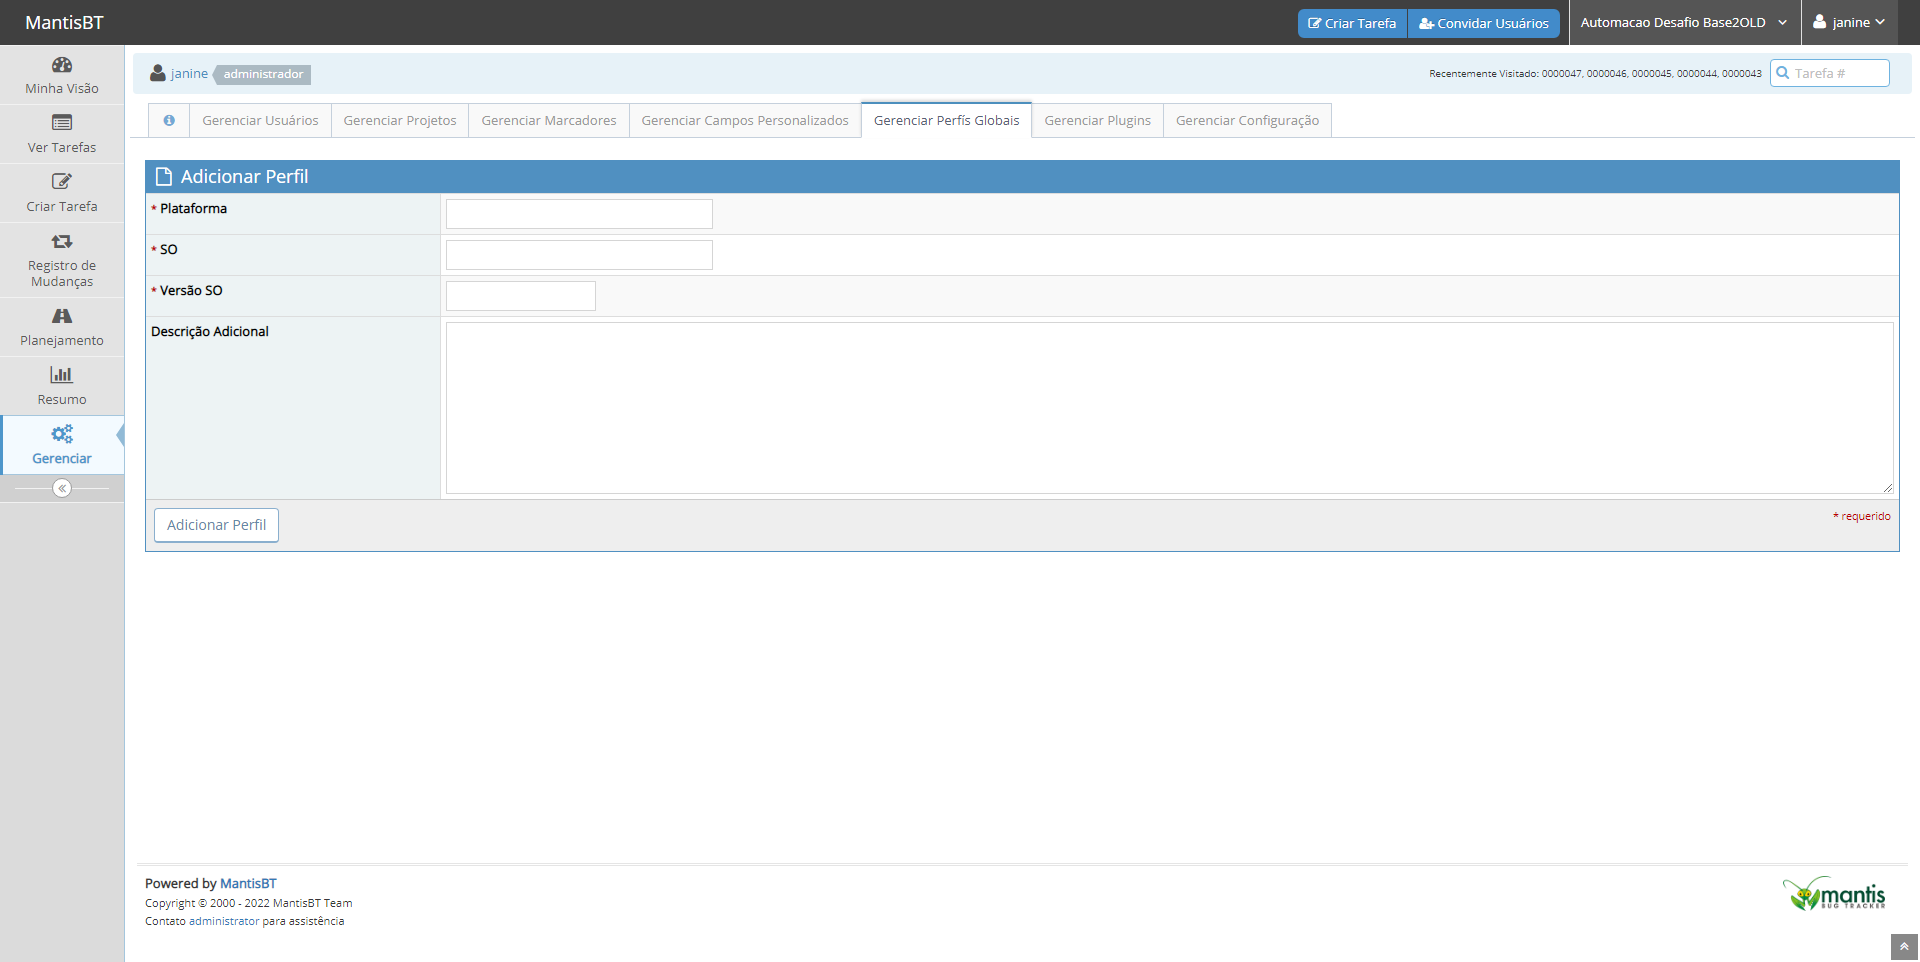 MantisBT
Criar Tarefa
Convidar Usuários
Automacao Desafio Base2OLD
janine
Minha Visão
Ver Tarefas
Criar Tarefa
Registro de
Mudanças
Planejamento
Resumo
Gerenciar
janine administrador
Recentemente Visitado: 0000047, 0000046, 0000045, 0000044, 0000043
Tarefa #
Gerenciar Usuários
Gerenciar Projetos
Gerenciar Marcadores
Gerenciar Campos Personalizados
Gerenciar Perfís Globais
Gerenciar Plugins
Gerenciar Configuração
Adicionar Perfil
* Plataforma
* SO
* Versão SO
Descrição Adicional
Adicionar Perfil
* requerido
Powered by MantisBT
Copyright © 2000 - 2022 MantisBT Team
Contato administrator para assistência
mantis
BUG TRACKER